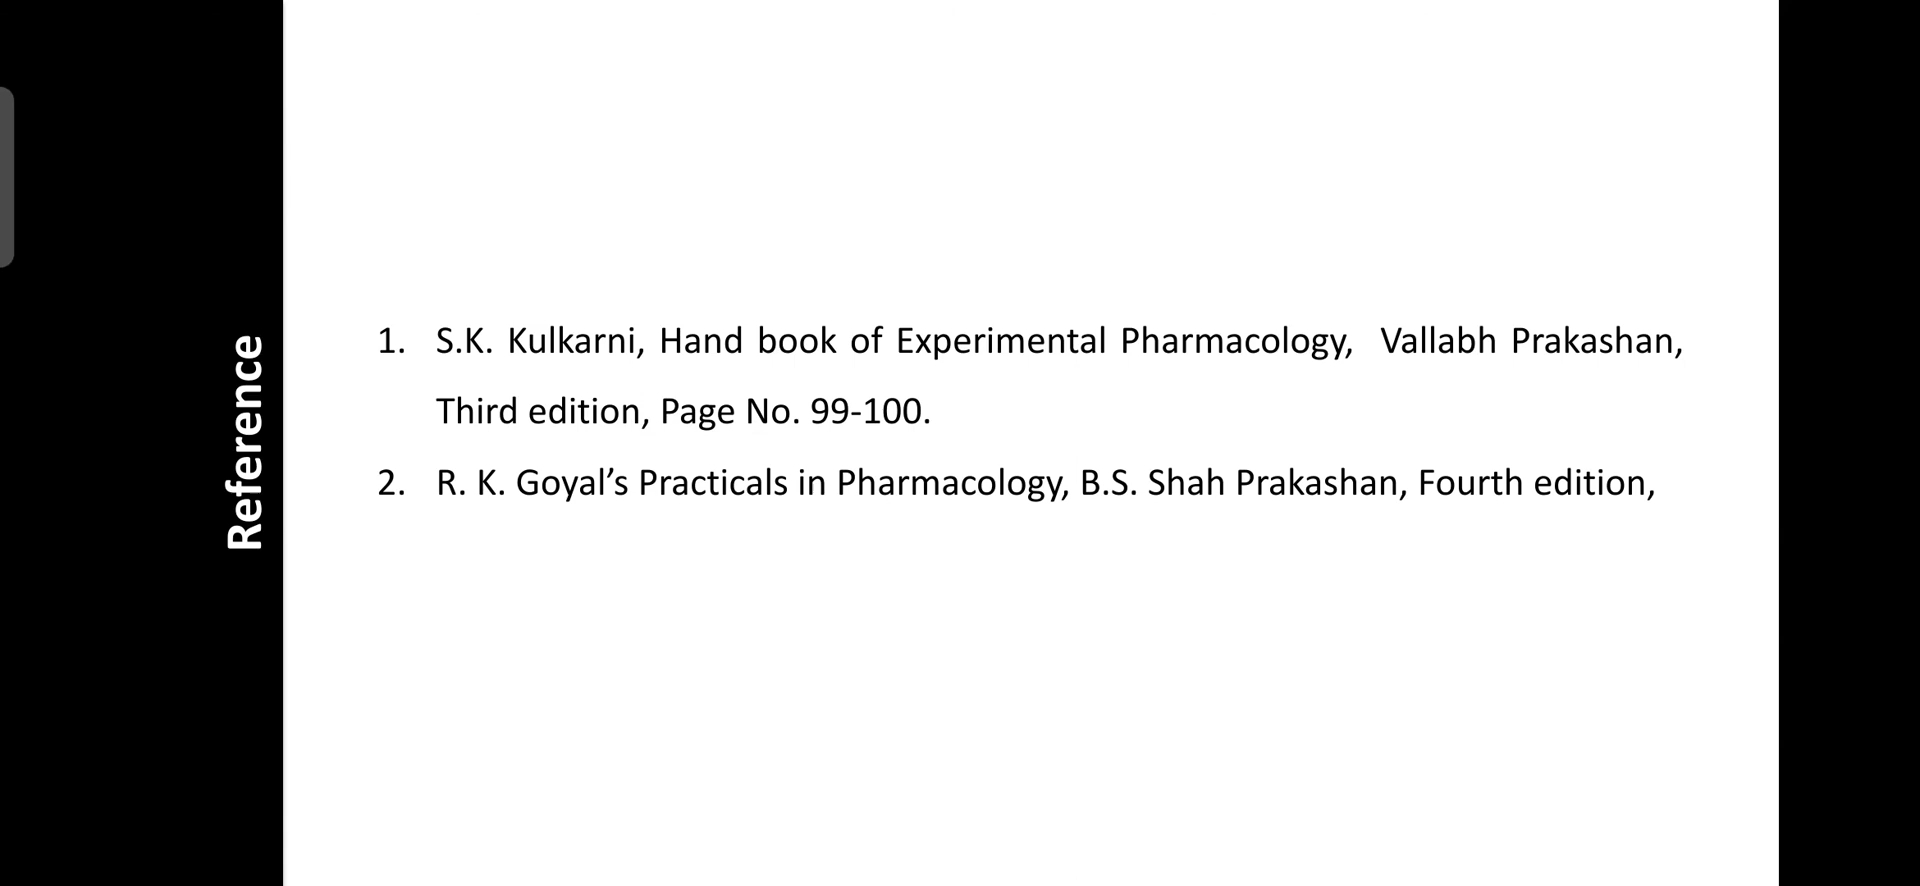 Reference
1. S.K. Kulkarni, Hand book of Experimental Pharmacology, Vallabh Prakashan,
Third edition, Page No. 99-100.
2. R. K. Goyal’s Practicals in Pharmacology, B.S. Shah Prakashan, Fourth edition,